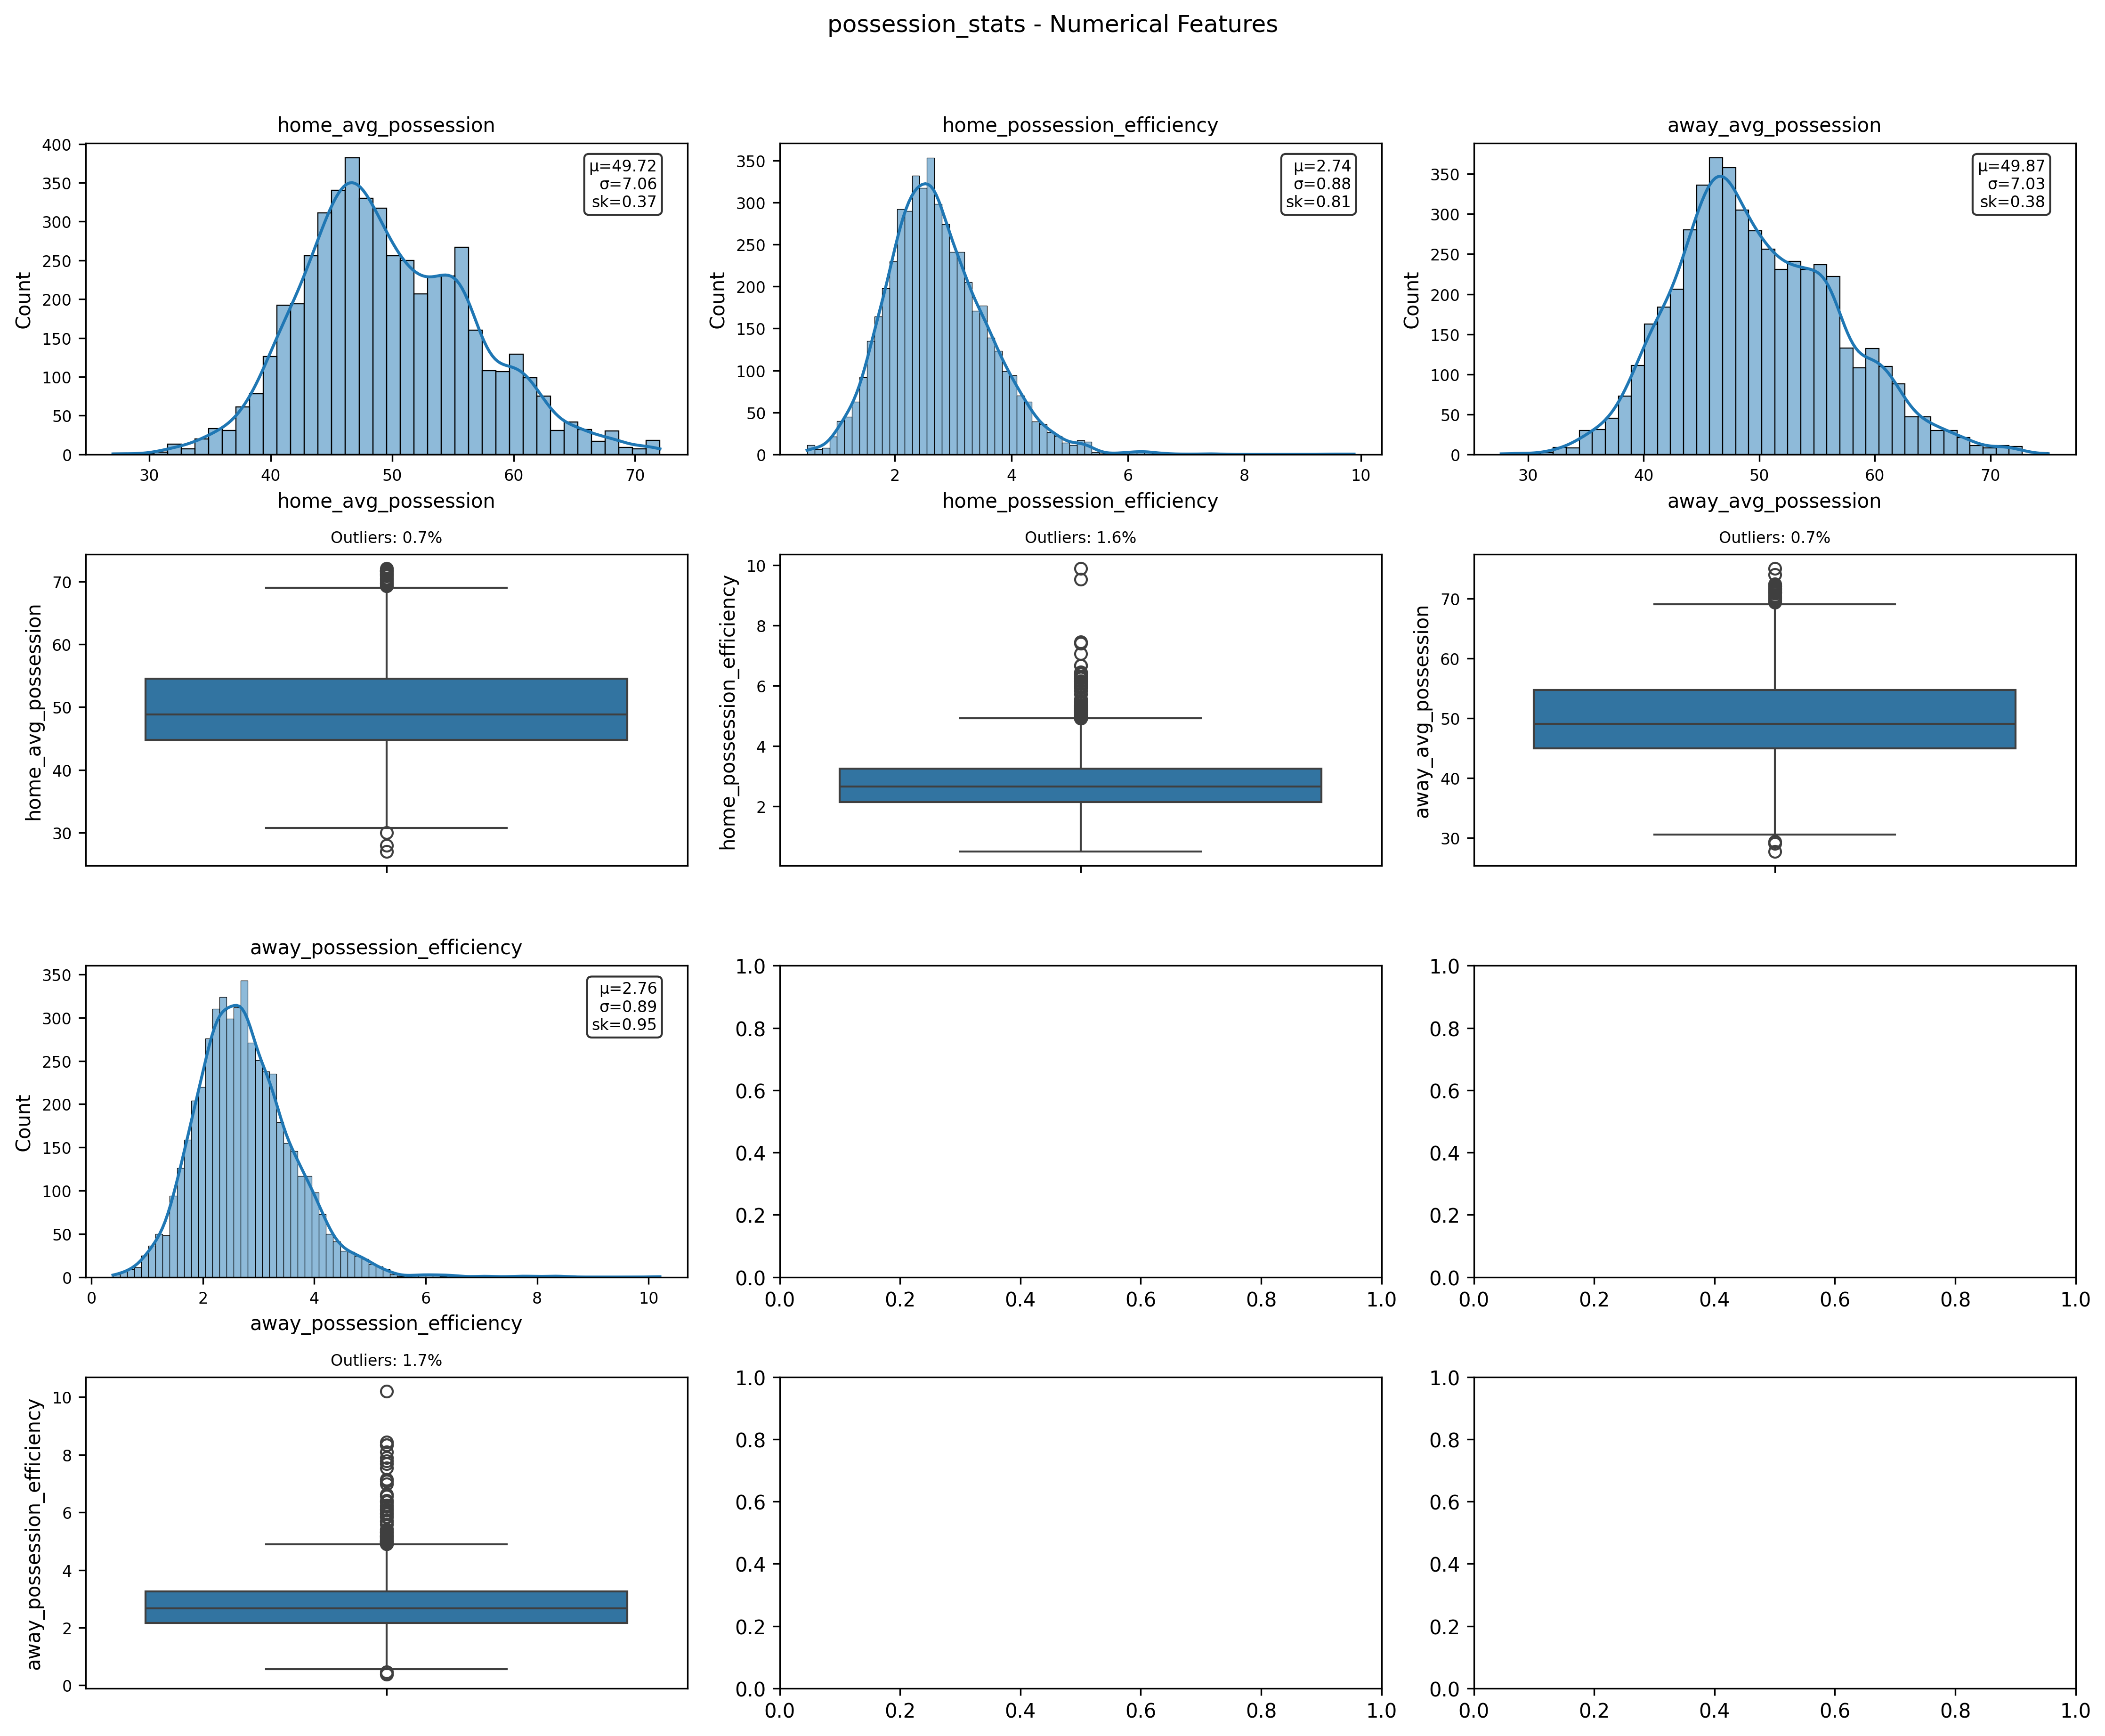 possession_stats - Numerical Features
home_avg_possession
400
350
300
250
200
150
100
50
0
Count
μ=49.72
σ=7.06
sk=0.37
30 40 50 60 70
home_avg_possession
home_possession_efficiency
350
300
250
200
150
100
50
0
Count
μ=2.74
σ=0.88
sk=0.81
2 4 6 8 10
home_possession_efficiency
away_avg_possession
350
300
250
200
150
100
50
0
Count
μ=49.87
σ=7.03
sk=0.38
30 40 50 60 70
away_avg_possession
Outliers: 0.7%
70
60
50
40
30
home_avg_possession
Outliers: 1.6%
10
8
6
4
2
home_possession_efficiency
Outliers: 0.7%
70
60
50
40
30
away_avg_possession
away_possession_efficiency
350
300
250
200
150
100
50
0
Count
μ=2.76
σ=0.89
sk=0.95
0 2 4 6 8 10
away_possession_efficiency
1.0
0.8
0.6
0.4
0.2
0.0
0.0 0.2 0.4 0.6 0.8 1.0
1.0
0.8
0.6
0.4
0.2
0.0
0.0 0.2 0.4 0.6 0.8 1.0
Outliers: 1.7%
10
8
6
4
2
0
away_possession_efficiency
1.0
0.8
0.6
0.4
0.2
0.0
0.0 0.2 0.4 0.6 0.8 1.0
1.0
0.8
0.6
0.4
0.2
0.0
0.0 0.2 0.4 0.6 0.8 1.0